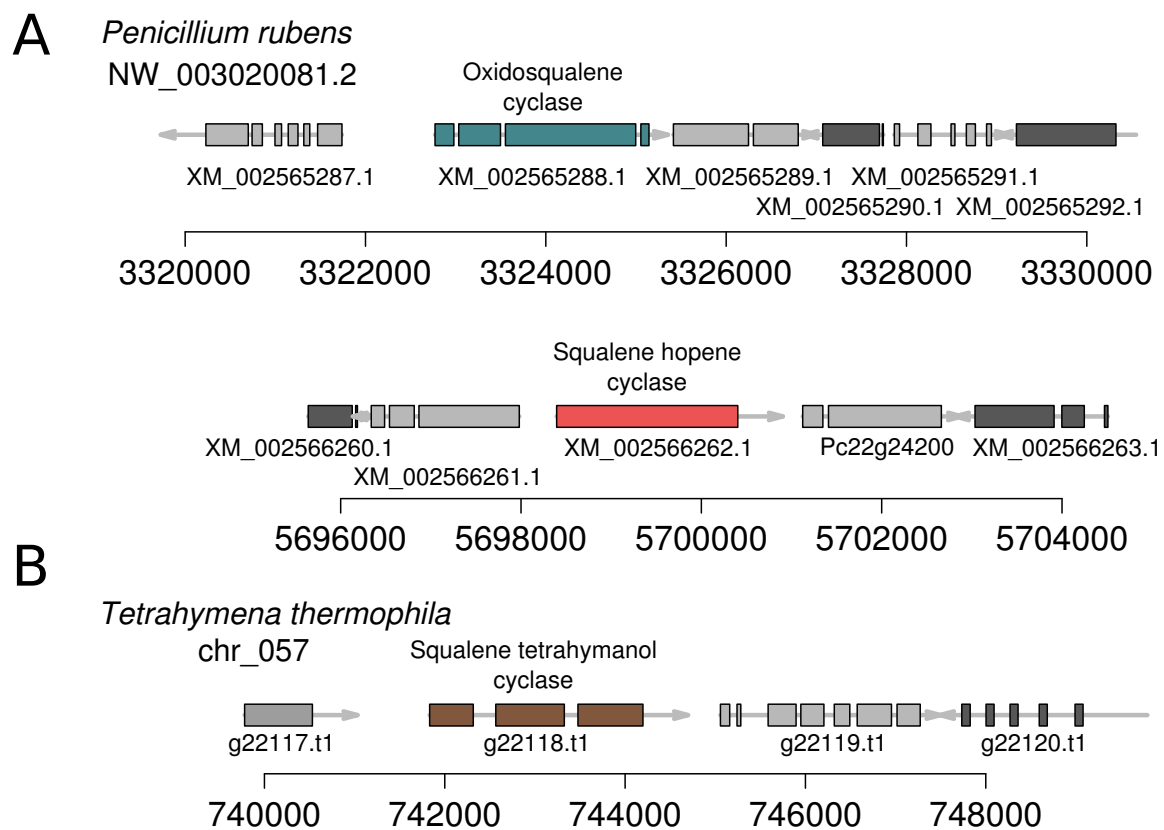 A
Penicillium rubens
NW_003020081.2
Oxidosqualene
cyclase
XM_002565287.1 XM_002565288.1 XM_002565289.1 XM_002565291.1
XM_002565290.1 XM_002565292.1
3320000 3322000 3324000 3326000 3328000 3330000
Squalene hopene
cyclase
XM_002566260.1 XM_002566262.1 Pc22g24200 XM_002566263.1
XM_002566261.1
5696000 5698000 5700000 5702000 5704000
B
Tetrahymena thermophila
chr_057
Squalene tetrahymanol
cyclase
g22117.t1 g22118.t1 g22119.t1 g22120.t1
740000 742000 744000 746000 748000